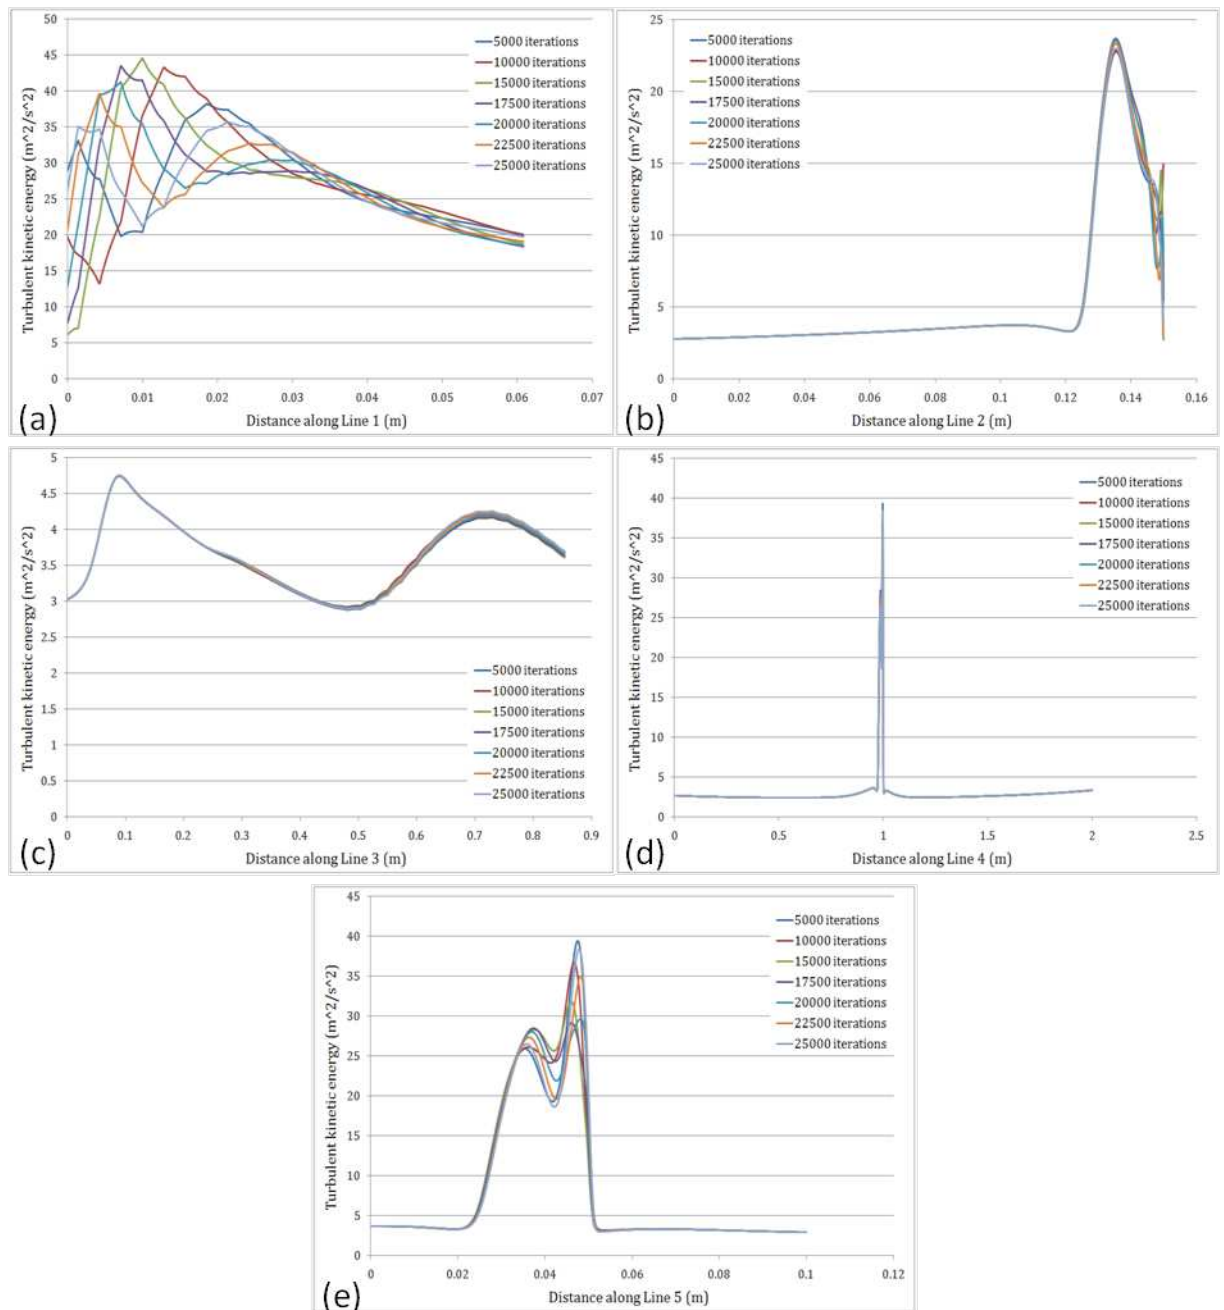 50
45
40
35
30
25
20
15
10
5
0
Turbulent kinetic energy (m^2/s^2)
5000 iterations
10000 iterations
15000 iterations
17500 iterations
20000 iterations
22500 iterations
25000 iterations
0 0.01 0.02 0.03 0.04 0.05 0.06 0.07
Distance along Line 1 (m)
(a)
25
20
15
10
5
0
Turbulent kinetic energy (m^2/s^2)
5000 iterations
10000 iterations
15000 iterations
17500 iterations
20000 iterations
22500 iterations
25000 iterations
0 0.02 0.04 0.06 0.08 0.1 0.12 0.14 0.16
Distance along Line 2 (m)
(b)
5
4.5
4
3.5
3
2.5
2
1.5
1
0.5
0
Turbulent kinetic energy (m^2/s^2)
5000 iterations
10000 iterations
15000 iterations
17500 iterations
20000 iterations
22500 iterations
25000 iterations
0 0.1 0.2 0.3 0.4 0.5 0.6 0.7 0.8 0.9
Distance along Line 3 (m)
(c)
45
40
35
30
25
20
15
10
5
0
Turbulent kinetic energy (m^2/s^2)
5000 iterations
10000 iterations
15000 iterations
17500 iterations
20000 iterations
22500 iterations
25000 iterations
0 0.5 1 1.5 2 2.5
Distance along Line 4 (m)
(d)
45
40
35
30
25
20
15
10
5
0
Turbulent kinetic energy (m^2/s^2)
5000 iterations
10000 iterations
15000 iterations
17500 iterations
20000 iterations
22500 iterations
25000 iterations
0 0.02 0.04 0.06 0.08 0.1 0.12
Distance along Line 5 (m)
(e)